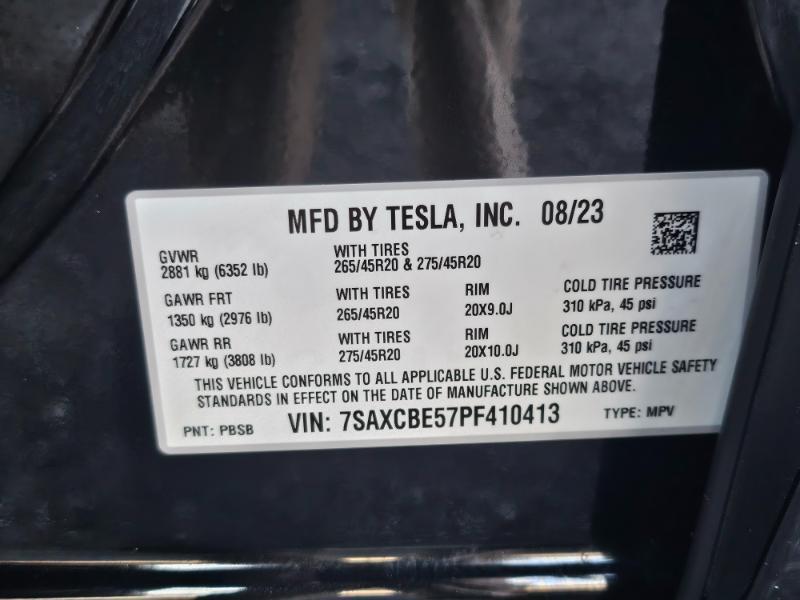 MFD BY TESLA, INC. 08/23
GVWR
2881 kg (6352 lb)
WITH TIRES
265/45R20 & 275/45R20
GAWR FRT
1350 kg (2976 lb)
WITH TIRES
265/45R20
RIM
20X9.0J
COLD TIRE PRESSURE
310 kPa, 45 psi
GAWR RR
1727 kg (3808 lb)
WITH TIRES
275/45R20
RIM
20X10.0J
COLD TIRE PRESSURE
310 kPa, 45 psi
THIS VEHICLE CONFORMS TO ALL APPLICABLE U.S. FEDERAL MOTOR VEHICLE SAFETY
STANDARDS IN EFFECT ON THE DATE OF MANUFACTURE SHOWN ABOVE.
PNT: PBSB VIN: 7SAXCBE57PF410413 TYPE: MPV